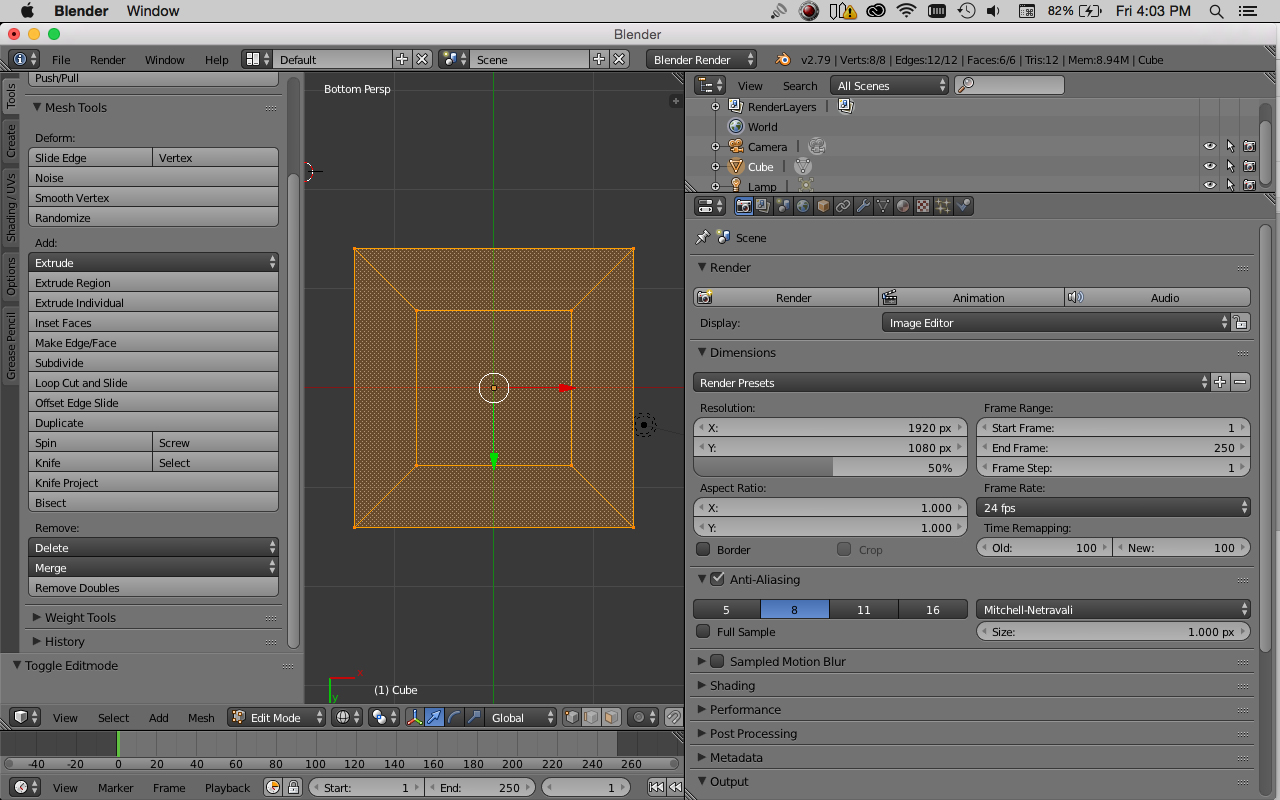 Blender Window 82% Fri 4:03 PM
Blender
File Render Window Help Default Scene Blender Render v2.79 | Verts:8/8 | Edges:12/12 | Faces:6/6 | Tris:12 | Mem:8.94M | Cube
Tools
Create
Shading / UVs
Options
Grease Pencil
Push/Pull
Mesh Tools
Deform:
Slide Edge Vertex
Noise
Smooth Vertex
Randomize
Add:
Extrude
Extrude Region
Extrude Individual
Inset Faces
Make Edge/Face
Subdivide
Loop Cut and Slide
Offset Edge Slide
Duplicate
Spin Screw
Knife Select
Knife Project
Bisect
Remove:
Delete
Merge
Remove Doubles
Weight Tools
History
Toggle Editmode
Bottom Persp
x
y
(1) Cube
View Select Add Mesh Edit Mode Global
-40 -20 0 20 40 60 80 100 120 140 160 180 200 220 240 260
View Marker Frame Playback Start: 1 End: 250 1
View Search All Scenes
RenderLayers |
World
Camera |
Cube |
Lamp |
Scene
Render
Render Animation Audio
Display: Image Editor
Dimensions
Render Presets
Resolution: Frame Range:
X: 1920 px Start Frame: 1
Y: 1080 px End Frame: 250
50% Frame Step: 1
Aspect Ratio: Frame Rate:
X: 1.000 24 fps
Y: 1.000 Time Remapping:
Border Crop Old: 100 New: 100
Anti-Aliasing
5 8 11 16 Mitchell-Netravali
Full Sample Size: 1.000 px
Sampled Motion Blur
Shading
Performance
Post Processing
Metadata
Output